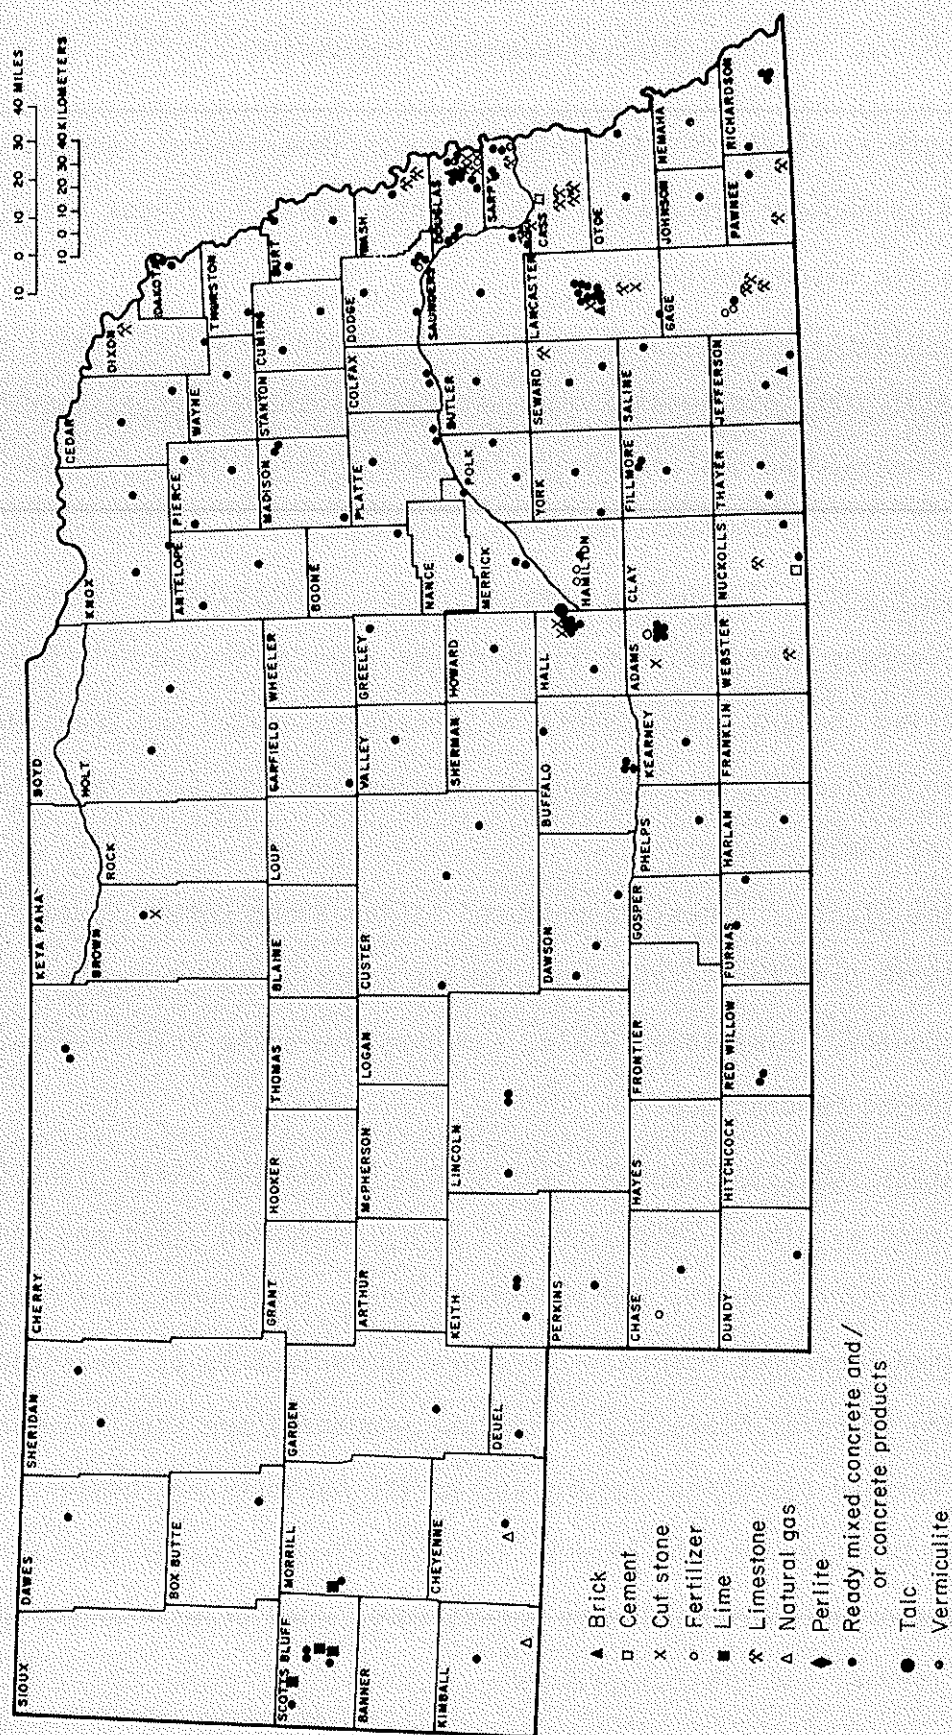 10 0 10 20 30 40 MILES
10 0 10 20 30 40 KILOMETERS
SIOUX
DAWES
SHERIDAN
CHERRY
KEYA PAHA
BOYD
BROWN
ROCK
HOLT
KNOX
CEDAR
DIXON
DAKOTA
BOX BUTTE
ANTELOPE
PIERCE
WAYNE
THURSTON
SCOTTS BLUFF
MORRILL
GARDEN
GRANT
HOOKER
THOMAS
BLAINE
LOUP
GARFIELD
WHEELER
BOONE
MADISON
STANTON
CUMING
BURT
BANNER
ARTHUR
McPHERSON
LOGAN
CUSTER
VALLEY
GREELEY
NANCE
PLATTE
COLFAX
DODGE
WASH.
KIMBALL
CHEYENNE
DEUEL
KEITH
LINCOLN
SHERMAN
HOWARD
MERRICK
POLK
BUTLER
SAUNDERS
DOUGLAS
SARPY
PERKINS
DAWSON
BUFFALO
HALL
HAMILTON
YORK
SEWARD
LANCASTER
CASS
OTOE
CHASE
HAYES
FRONTIER
GOSPER
PHELPS
KEARNEY
ADAMS
CLAY
FILLMORE
SALINE
GAGE
JOHNSON
NEMAHA
DUNDY
HITCHCOCK
RED WILLOW
FURNAS
HARLAN
FRANKLIN
WEBSTER
NUCKOLLS
THAYER
JEFFERSON
PAWNEE
RICHARDSON
Brick
Cement
Cut stone
Fertilizer
Lime
Limestone
Natural gas
Perlite
Ready mixed concrete and/
or concrete products
Talc
Vermiculite